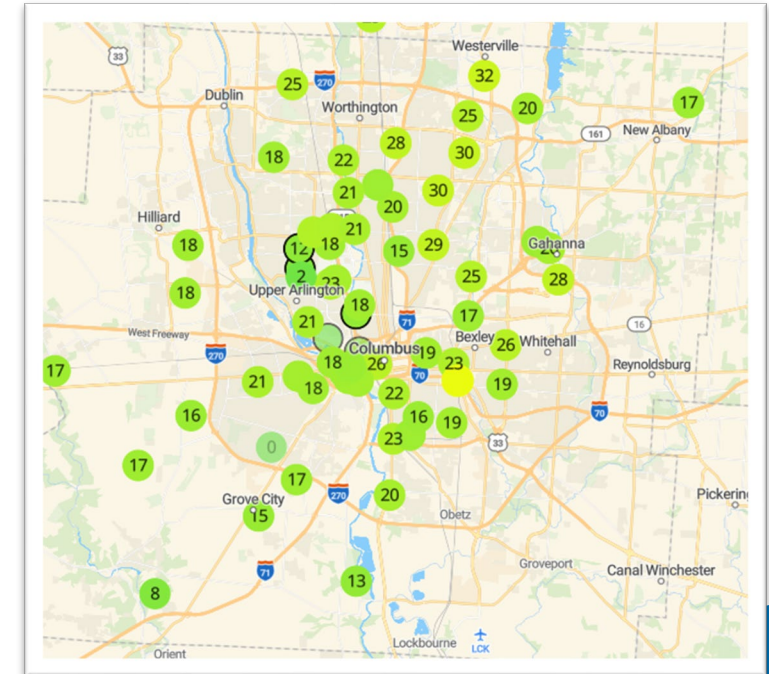 Westerville
33
32
270
25
Dublin
Worthington
17
20
25
New Albany
161
28
30
18
22
21
30
20
Hilliard
21
18
12
18
15
29
Gahanna
2
23
25
28
18
Upper Arlington
18
21
71
17
16
West Freeway
Bexley
26
Whitehall
Columbus
19
270
18
26
23
Reynoldsburg
17
70
21
18
19
22
16
16
19
70
23
33
0
17
17
270
20
Pickerin
Grove City
15
Obetz
71
Groveport
13
Canal Winchester
8
Lockbourne
LCK
Orient